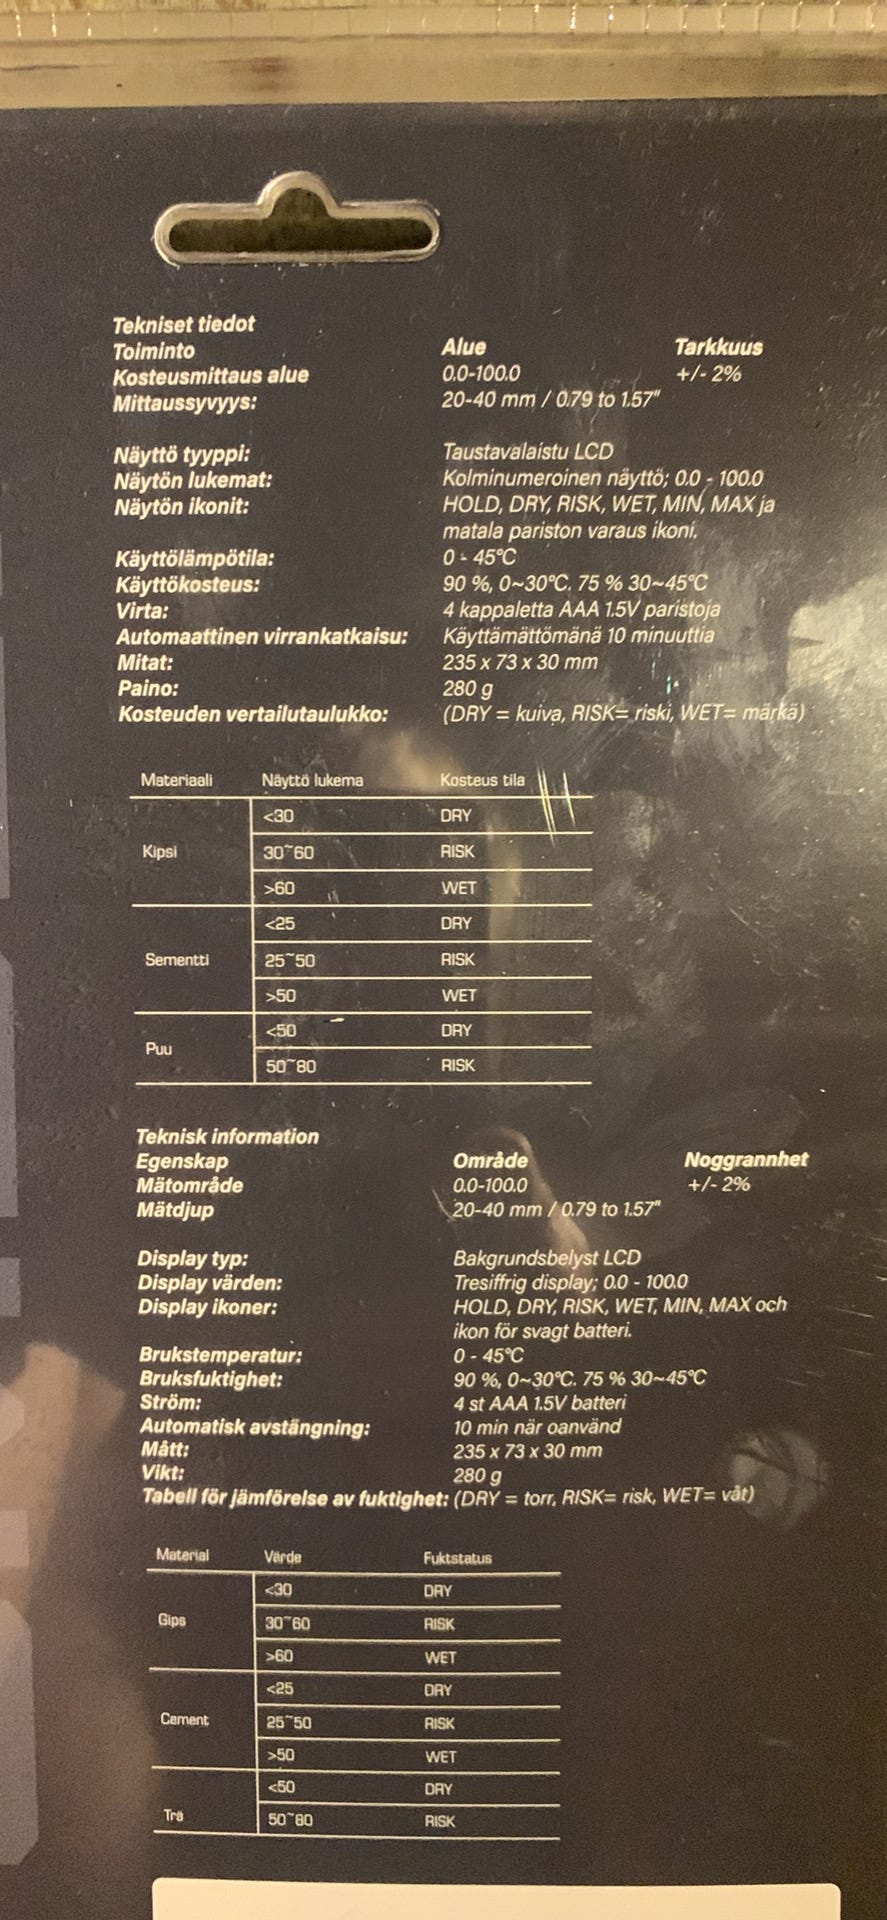 Tekniset tiedot
Toiminto Alue Tarkkuus
Kosteusmittaus alue 0.0-100.0 +/- 2%
Mittaussyvyys: 20-40 mm / 0.79 to 1.57"
Näyttö tyyppi: Taustavalaistu LCD
Näytön lukemat: Kolminumeroinen näyttö; 0.0 - 100.0
Näytön ikonit: HOLD, DRY, RISK, WET, MIN, MAX ja
matala pariston varaus ikoni.
Käyttölämpötila: 0 - 45°C
Käyttökosteus: 90 %, 0~30°C. 75 % 30~45°C
Virta: 4 kappaletta AAA 1.5V paristoja
Automaattinen virrankatkaisu: Käyttämättömänä 10 minuuttia
Mitat: 235 x 73 x 30 mm
Paino: 280 g
Kosteuden vertailutaulukko: (DRY = kuiva, RISK= riski, WET= märkä)
Materiaali Näyttö lukema Kosteus tila
<30 DRY
Kipsi 30~60 RISK
>60 WET
<25 DRY
Sementti 25~50 RISK
>50 WET
<50 DRY
Puu
50~80 RISK
Teknisk information
Egenskap Område Noggrannhet
Mätområde 0.0-100.0 +/- 2%
Mätdjup 20-40 mm / 0.79 to 1.57"
Display typ: Bakgrundsbelyst LCD
Display värden: Tresiffrig display; 0.0 - 100.0
Display ikoner: HOLD, DRY, RISK, WET, MIN, MAX och
ikon för svagt batteri.
Brukstemperatur: 0 - 45°C
Bruksfuktighet: 90 %, 0~30°C. 75 % 30~45°C
Ström: 4 st AAA 1.5V batteri
Automatisk avstängning: 10 min när oanvänd
Mått: 235 x 73 x 30 mm
Vikt: 280 g
Tabell för jämförelse av fuktighet: (DRY = torr, RISK= risk, WET= våt)
Material Värde Fuktstatus
<30 DRY
Gips 30~60 RISK
>60 WET
<25 DRY
Cement 25~50 RISK
>50 WET
<50 DRY
Trä 50~80 RISK